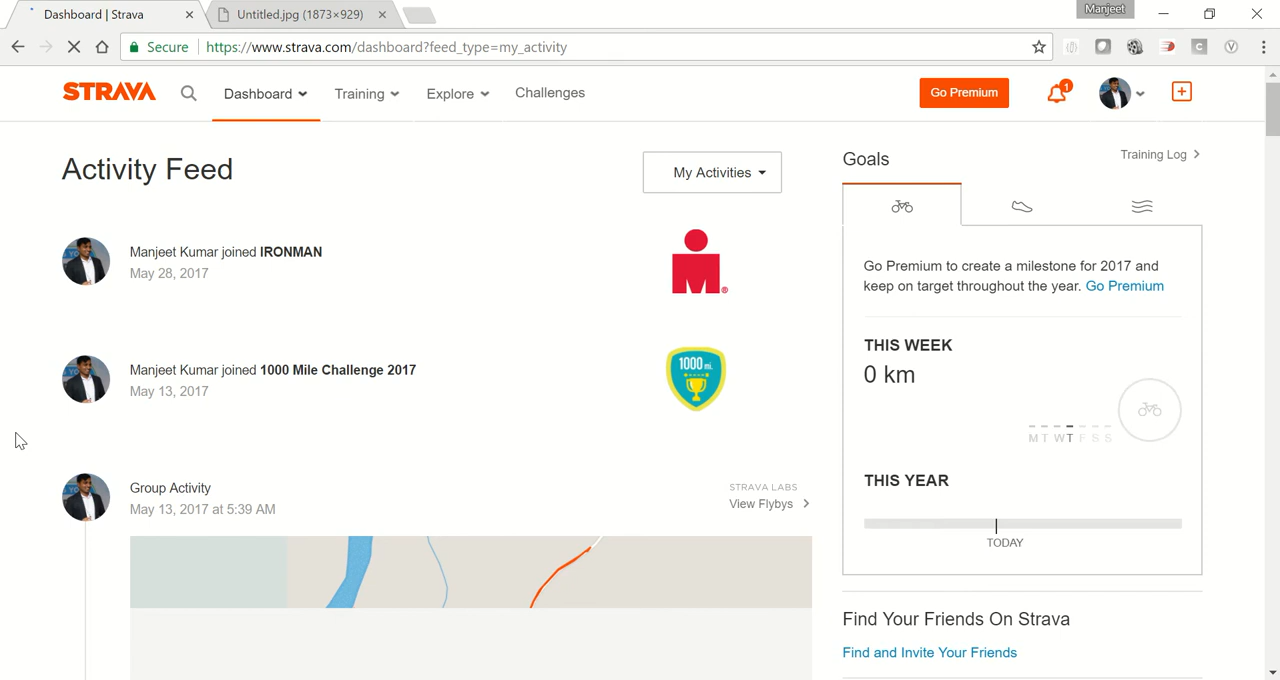 Dashboard | Strava
Untitled.jpg (1873×929)
Manjeet
Secure
https://www.strava.com/dashboard?feed_type=my_activity
STRAVA
Dashboard
Training
Explore
Challenges
Go Premium
1
Activity Feed
My Activities
Manjeet Kumar joined IRONMAN
May 28, 2017
Manjeet Kumar joined 1000 Mile Challenge 2017
May 13, 2017
1000 mi.
Group Activity
May 13, 2017 at 5:39 AM
STRAVA LABS
View Flybys
Goals
Training Log
Go Premium to create a milestone for 2017 and
keep on target throughout the year. Go Premium
THIS WEEK
0 km
M T W T F S S
THIS YEAR
TODAY
Find Your Friends On Strava
Find and Invite Your Friends